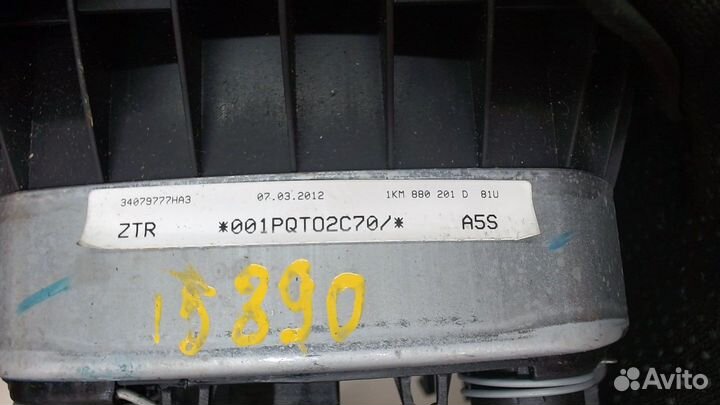 34079777HA3 07.03.2012 1KM 880 201 D 81U
ZTR *001PQT02C70/* A5S
15890
Avito